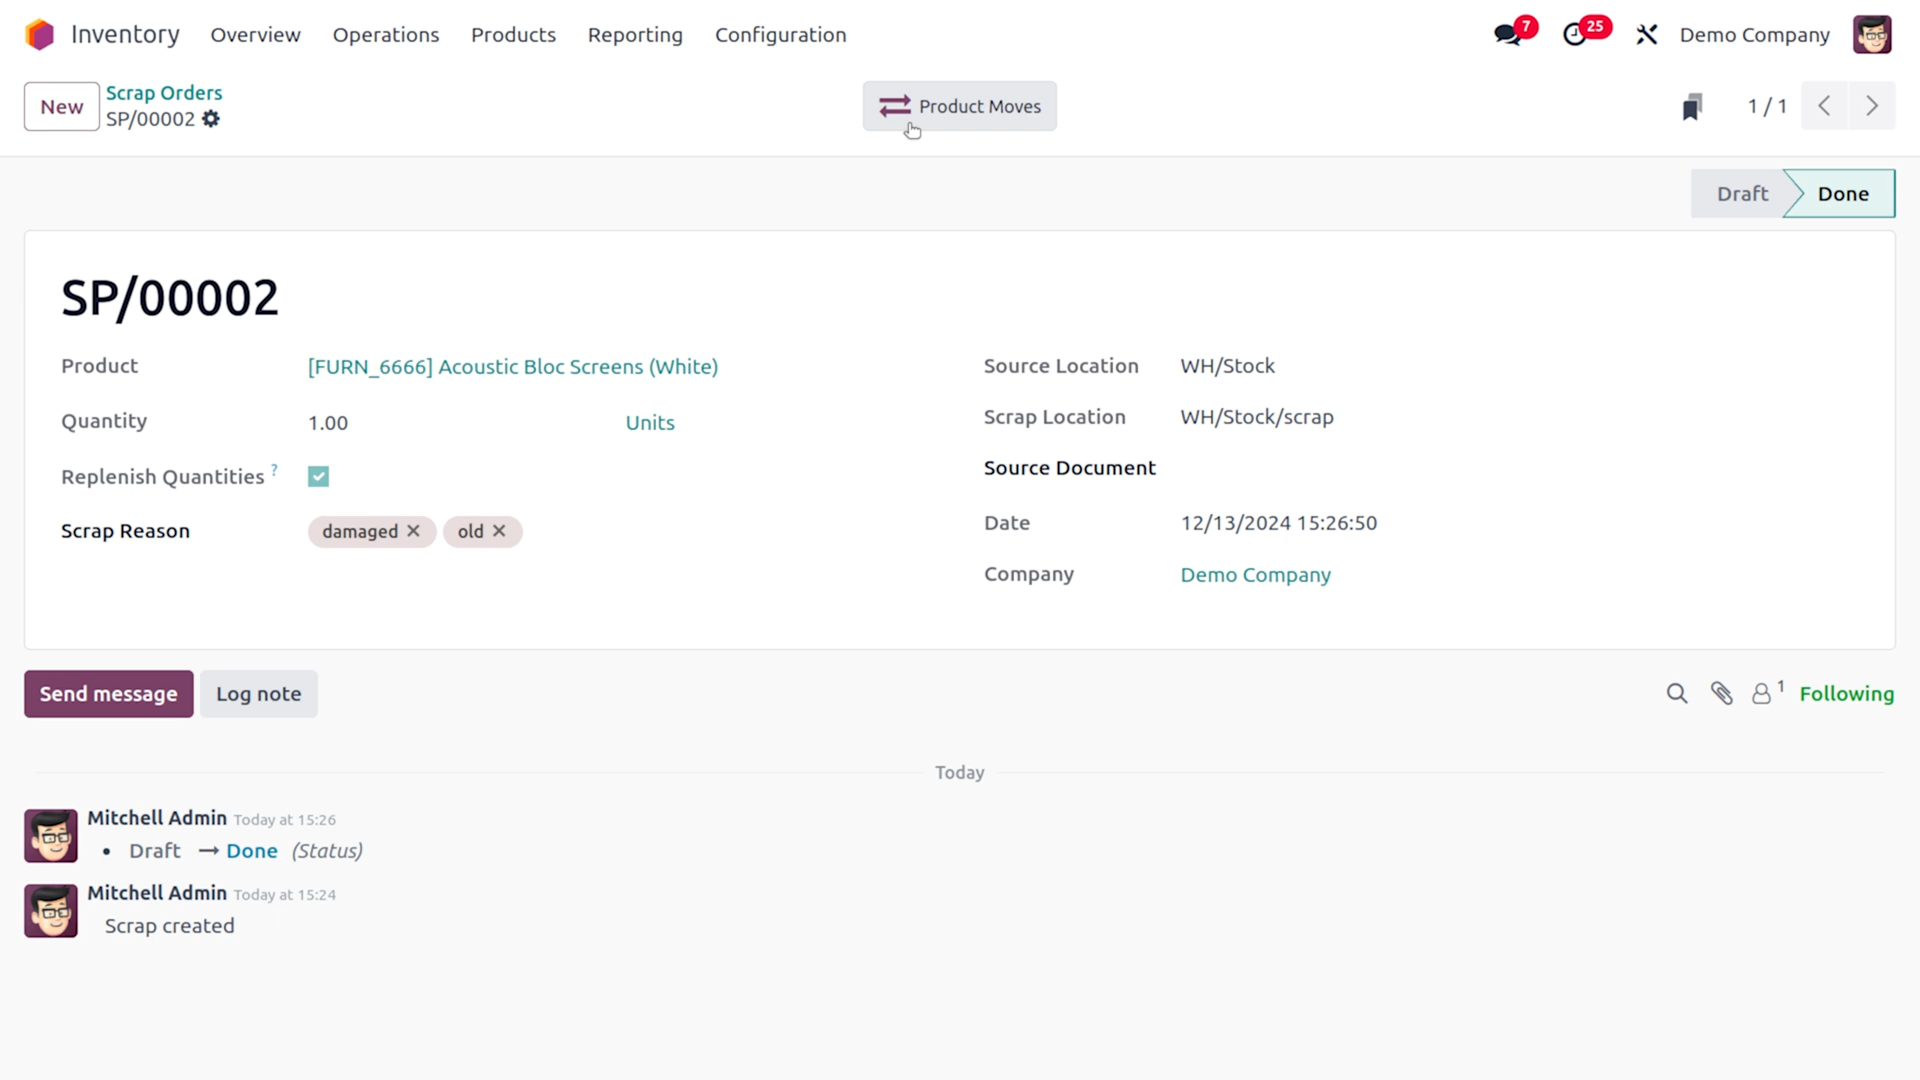 Inventory Overview Operations Products Reporting Configuration 7 25 Demo Company
New Scrap Orders
SP/00002
Product Moves
1 / 1
Draft Done
SP/00002
Product [FURN_6666] Acoustic Bloc Screens (White)
Quantity 1.00 Units
Replenish Quantities ?
Scrap Reason damaged old
Source Location WH/Stock
Scrap Location WH/Stock/scrap
Source Document
Date 12/13/2024 15:26:50
Company Demo Company
Send message Log note 1 Following
Today
Mitchell Admin Today at 15:26
• Draft → Done (Status)
Mitchell Admin Today at 15:24
Scrap created